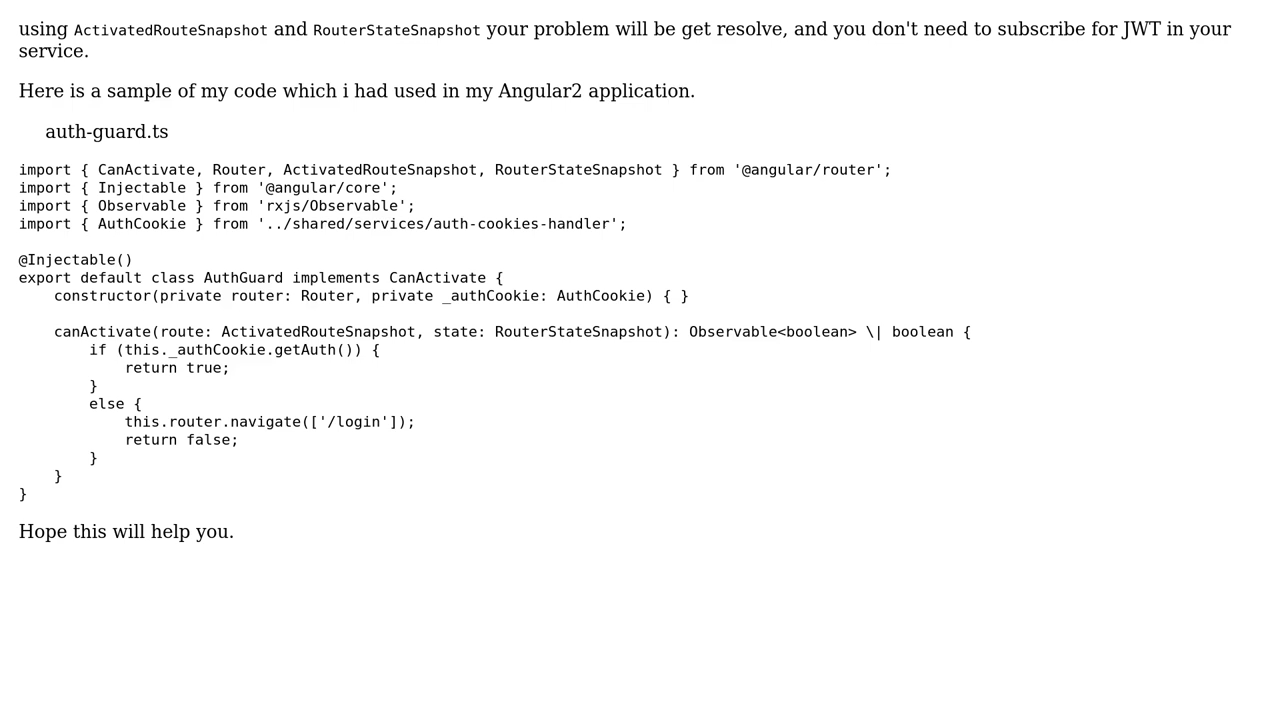 using ActivatedRouteSnapshot and RouterStateSnapshot your problem will be get resolve, and you don't need to subscribe for JWT in your
service.
Here is a sample of my code which i had used in my Angular2 application.
auth-guard.ts
import { CanActivate, Router, ActivatedRouteSnapshot, RouterStateSnapshot } from '@angular/router';
import { Injectable } from '@angular/core';
import { Observable } from 'rxjs/Observable';
import { AuthCookie } from '../shared/services/auth-cookies-handler';

@Injectable()
export default class AuthGuard implements CanActivate {
    constructor(private router: Router, private _authCookie: AuthCookie) { }

    canActivate(route: ActivatedRouteSnapshot, state: RouterStateSnapshot): Observable<boolean> \| boolean {
        if (this._authCookie.getAuth()) {
            return true;
        }
        else {
            this.router.navigate(['/login']);
            return false;
        }
    }
}
Hope this will help you.